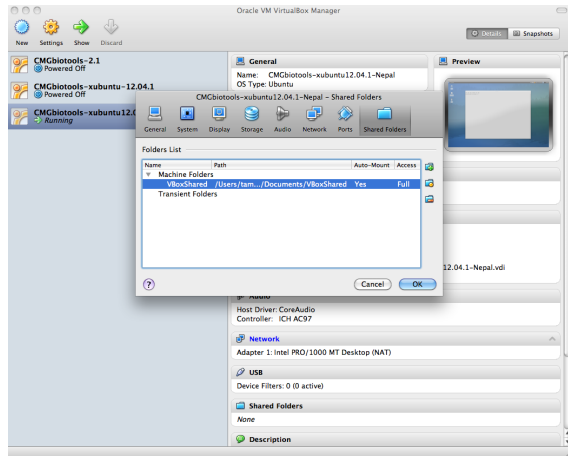 Oracle VM VirtualBox Manager
New Settings Show Discard
Details Snapshots
CMGbiotools-2.1
Powered Off
CMGbiotools-xubuntu-12.04.1
Powered Off
CMGbiotools-xubuntu12.0
Running
General
Name: CMGbiotools-xubuntu12.04.1-Nepal
OS Type: Ubuntu
Preview
CMGbiotools-xubuntu12.04.1-Nepal - Shared Folders
General System Display Storage Audio Network Ports Shared Folders
Folders List
Name Path Auto-Mount Access
Machine Folders
VBoxShared /Users/tam.../Documents/VBoxShared Yes Full
Transient Folders
?
Cancel OK
12.04.1-Nepal.vdi
Audio
Host Driver: CoreAudio
Controller: ICH AC97
Network
Adapter 1: Intel PRO/1000 MT Desktop (NAT)
USB
Device Filters: 0 (0 active)
Shared Folders
None
Description